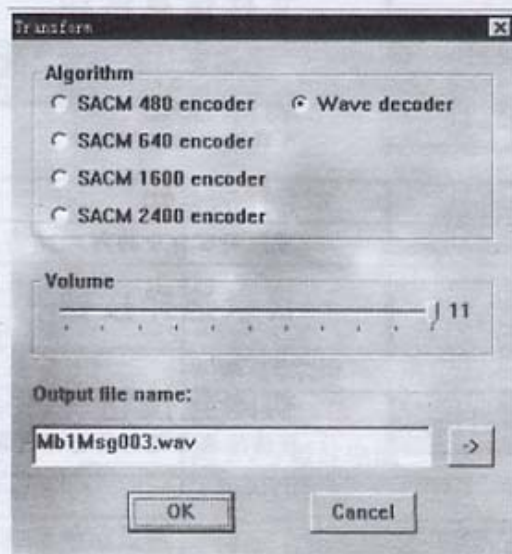 Transform
Algorithm
SACM 480 encoder
Wave decoder
SACM 640 encoder
SACM 1600 encoder
SACM 2400 encoder
Volume
11
Output file name:
Mb1Msg003.wav
->
OK
Cancel